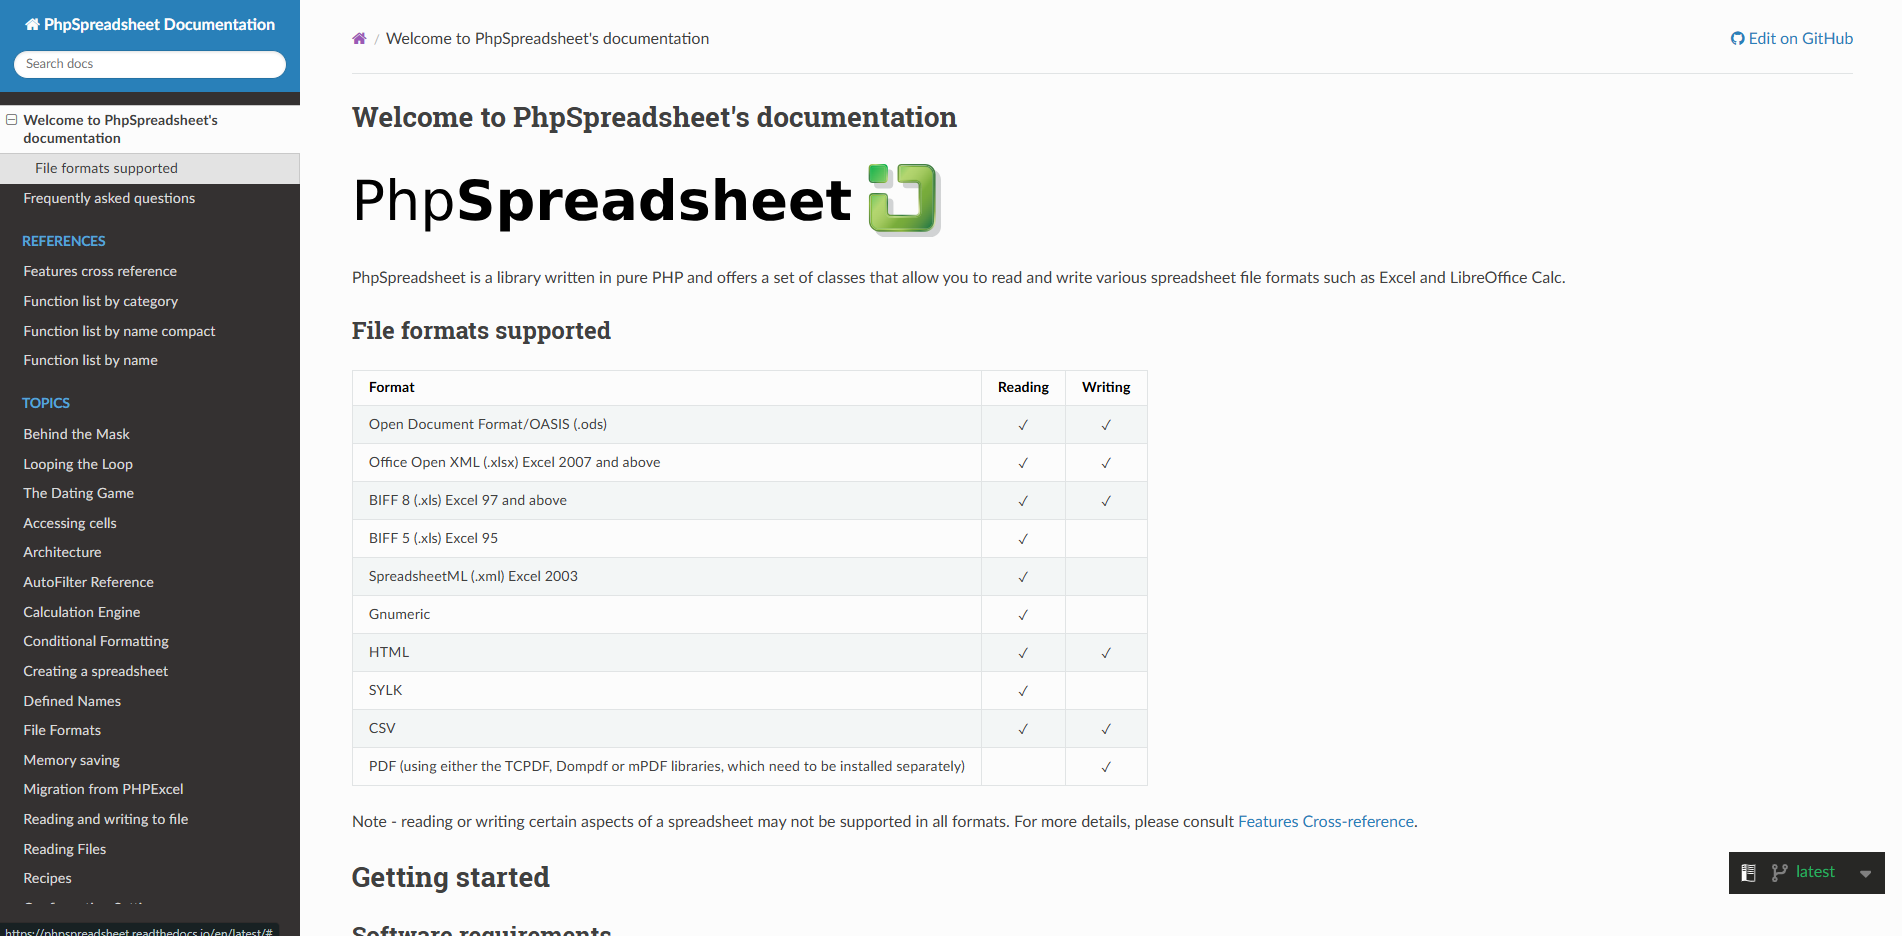 PhpSpreadsheet Documentation
Search docs
Welcome to PhpSpreadsheet's
documentation
File formats supported
Frequently asked questions
REFERENCES
Features cross reference
Function list by category
Function list by name compact
Function list by name
TOPICS
Behind the Mask
Looping the Loop
The Dating Game
Accessing cells
Architecture
AutoFilter Reference
Calculation Engine
Conditional Formatting
Creating a spreadsheet
Defined Names
File Formats
Memory saving
Migration from PHPExcel
Reading and writing to file
Reading Files
Recipes
https://phpspreadsheet.readthedocs.io/en/latest/#
/ Welcome to PhpSpreadsheet's documentation
Edit on GitHub
Welcome to PhpSpreadsheet's documentation
PhpSpreadsheet
PhpSpreadsheet is a library written in pure PHP and offers a set of classes that allow you to read and write various spreadsheet file formats such as Excel and LibreOffice Calc.
File formats supported
Format Reading Writing
Open Document Format/OASIS (.ods) ✓ ✓
Office Open XML (.xlsx) Excel 2007 and above ✓ ✓
BIFF 8 (.xls) Excel 97 and above ✓ ✓
BIFF 5 (.xls) Excel 95 ✓
SpreadsheetML (.xml) Excel 2003 ✓
Gnumeric ✓
HTML ✓ ✓
SYLK ✓
CSV ✓ ✓
PDF (using either the TCPDF, Dompdf or mPDF libraries, which need to be installed separately) ✓
Note - reading or writing certain aspects of a spreadsheet may not be supported in all formats. For more details, please consult Features Cross-reference.
Getting started
Software requirements
latest